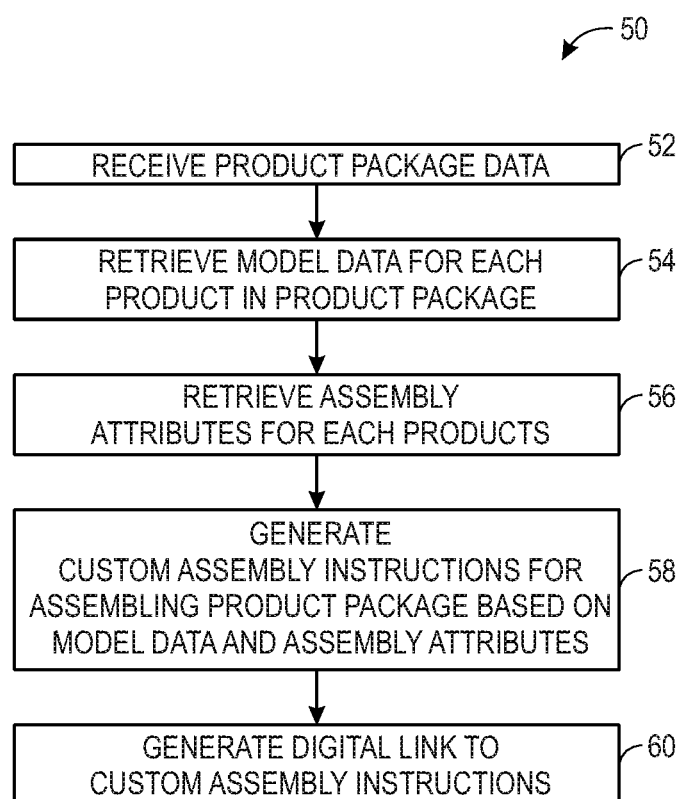 50
RECEIVE PRODUCT PACKAGE DATA
52
RETRIEVE MODEL DATA FOR EACH
PRODUCT IN PRODUCT PACKAGE
54
RETRIEVE ASSEMBLY
ATTRIBUTES FOR EACH PRODUCTS
56
GENERATE
CUSTOM ASSEMBLY INSTRUCTIONS FOR
ASSEMBLING PRODUCT PACKAGE BASED ON
MODEL DATA AND ASSEMBLY ATTRIBUTES
58
GENERATE DIGITAL LINK TO
CUSTOM ASSEMBLY INSTRUCTIONS
60